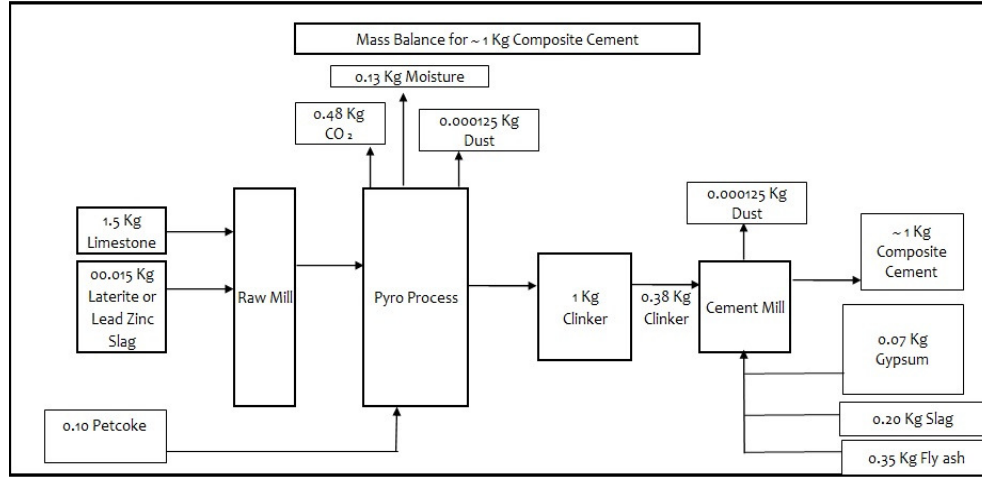 Mass Balance for ~ 1 Kg Composite Cement
0.13 Kg Moisture
0.48 Kg
CO 2
0.000125 Kg
Dust
0.000125 Kg
Dust
1.5 Kg
Limestone
~ 1 Kg
Composite
Cement
00.015 Kg
Laterite or
Lead Zinc
Slag
Raw Mill
Pyro Process
1 Kg
Clinker
0.38 Kg
Clinker
Cement Mill
0.07 Kg
Gypsum
0.10 Petcoke
0.20 Kg Slag
0.35 Kg Fly ash